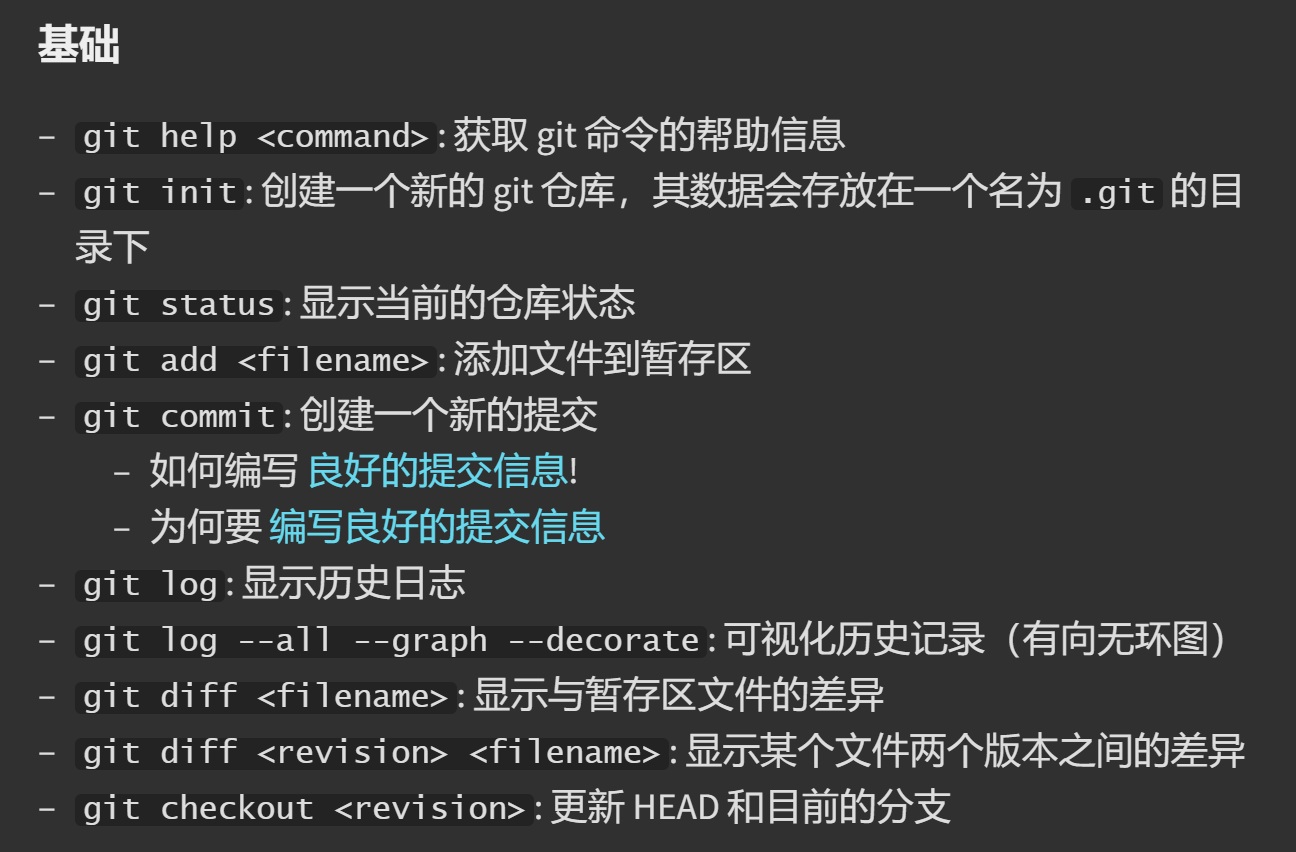 基础
- git help <command>: 获取 git 命令的帮助信息
- git init: 创建一个新的 git 仓库，其数据会存放在一个名为 .git 的目
录下
- git status: 显示当前的仓库状态
- git add <filename>: 添加文件到暂存区
- git commit: 创建一个新的提交
- 如何编写 良好的提交信息!
- 为何要 编写良好的提交信息
- git log: 显示历史日志
- git log --all --graph --decorate: 可视化历史记录（有向无环图）
- git diff <filename>: 显示与暂存区文件的差异
- git diff <revision> <filename>: 显示某个文件两个版本之间的差异
- git checkout <revision>: 更新 HEAD 和目前的分支